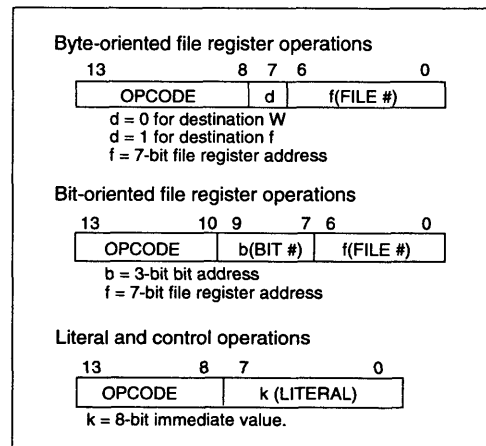 Byte-oriented file register operations
13 8 7 6 0
OPCODE d f(FILE #)
d = 0 for destination W
d = 1 for destination f
f = 7-bit file register address
Bit-oriented file register operations
13 10 9 7 6 0
OPCODE b(BIT #) f(FILE #)
b = 3-bit bit address
f = 7-bit file register address
Literal and control operations
13 8 7 0
OPCODE k (LITERAL)
k = 8-bit immediate value.